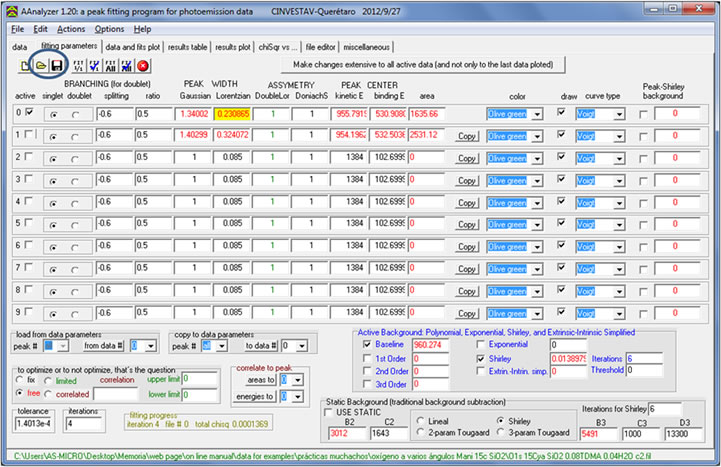 AAnalyzer 1.20: a peak fitting program for photoemission data CINVESTAV-Querétaro 2012/9/27
File Edit Actions Options Help
data fitting parameters data and fits plot results table results plot chiSqr vs ... file editor miscellaneous
Make changes extensive to all active data (and not only to the last data ploted)
BRANCHING (for doublet) PEAK WIDTH ASSYMETRY PEAK CENTER Peak-Shirley
active singlet doublet splitting ratio Gaussian Lorentzian DoubleLor DoniachS kinetic E binding E area color draw curve type background
0 -0.6 0.5 1.34002 0.230865 1 1 955.7919 530.9080 1635.66 Olive green Voigt 0
1 -0.6 0.5 1.40299 0.324072 1 1 954.1962 532.5038 2531.12 Copy Olive green Voigt 0
2 -0.6 0.5 1 0.085 1 1 1384 102.6999 0 Copy Olive green Voigt 0
3 -0.6 0.5 1 0.085 1 1 1384 102.6999 0 Copy Olive green Voigt 0
4 -0.6 0.5 1 0.085 1 1 1384 102.6999 0 Copy Olive green Voigt 0
5 -0.6 0.5 1 0.085 1 1 1384 102.6999 0 Copy Olive green Voigt 0
6 -0.6 0.5 1 0.085 1 1 1384 102.6999 0 Copy Olive green Voigt 0
7 -0.6 0.5 1 0.085 1 1 1384 102.6999 0 Copy Olive green Voigt 0
8 -0.6 0.5 1 0.085 1 1 1384 102.6999 0 Copy Olive green Voigt 0
9 -0.6 0.5 1 0.085 1 1 1384 102.6999 0 Copy Olive green Voigt 0
load from data parameters copy to data parameters
peak # from data # 0 peak # all to data # 0
Active Background: Polynomial, Exponential, Shirley, and Extrinsic-Intrinsic Simplified
Baseline 960.274 Exponential 0
1st Order 0 Shirley 0.0138975 Iterations 6
2nd Order 0 Extrin.-Intrin. simp. 0 Threshold 0
3rd Order 0
to optimize or to not optimize, that's the question
fix limited correlation upper limit 0
free correlated lower limit 0
correlate to peak
areas to 0
energies to 0
tolerance iterations fitting progress
1.4013e-4 4 iteration 4 file # 0 total chisq 0.0001369
Static Background (traditional background subtraction)
USE STATIC Iterations for Shirley 6
B2 C2 Lineal Shirley B3 C3 D3
3012 1643 2-param Tougaard 3-param Tougaard 5491 1000 13300
C:\Users\AS-MICRO\Desktop\Memoria\web page\on line manual\data for examples\prácticas muchachos\oxígeno a varios ángulos Mani 15c SiO2\O1s 15Cya SiO2 0.08TDMA 0.04H2O c2.fil